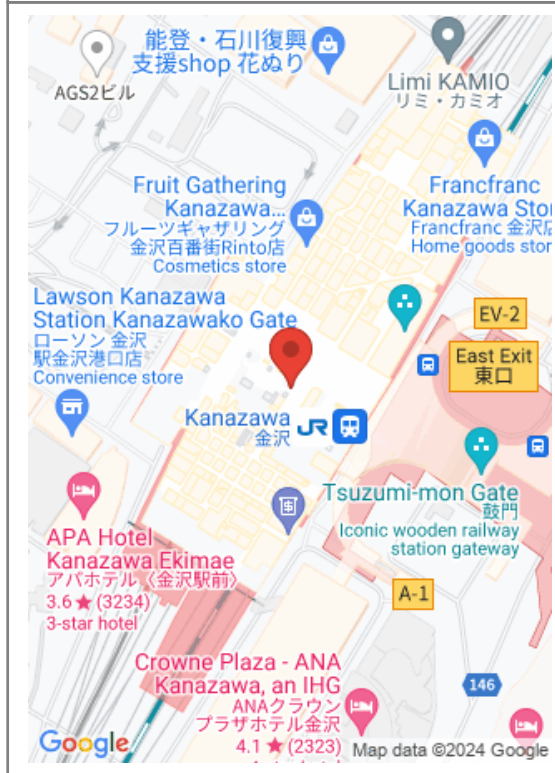 能登・石川復興
支援shop 花ぬり
AGS2ビル
Limi KAMIO
リミ・カミオ
Fruit Gathering
Kanazawa...
フルーツギャザリング
金沢百番街Rinto店
Cosmetics store
Francfranc
Kanazawa Stor
Francfranc 金沢店
Home goods stor
Lawson Kanazawa
Station Kanazawako Gate
ローソン 金沢
駅金沢港口店
Convenience store
EV-2
East Exit
東口
Kanazawa
金沢
JR
Tsuzumi-mon Gate
鼓門
Iconic wooden railway
station gateway
APA Hotel
Kanazawa Ekimae
アパホテル〈金沢駅前〉
3.6★(3234)
3-star hotel
A-1
Crowne Plaza - ANA
Kanazawa, an IHG
ANAクラウン
プラザホテル金沢
4.1★(2323)
146
Google
Map data ©2024 Google